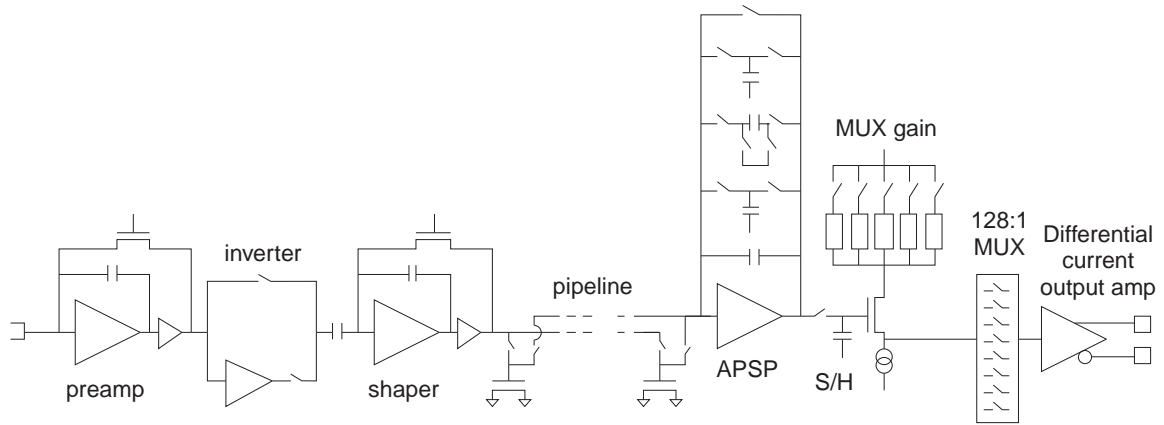 MUX gain
128:1
MUX
Differential
current
output amp
inverter
pipeline
preamp
shaper
APSP
S/H